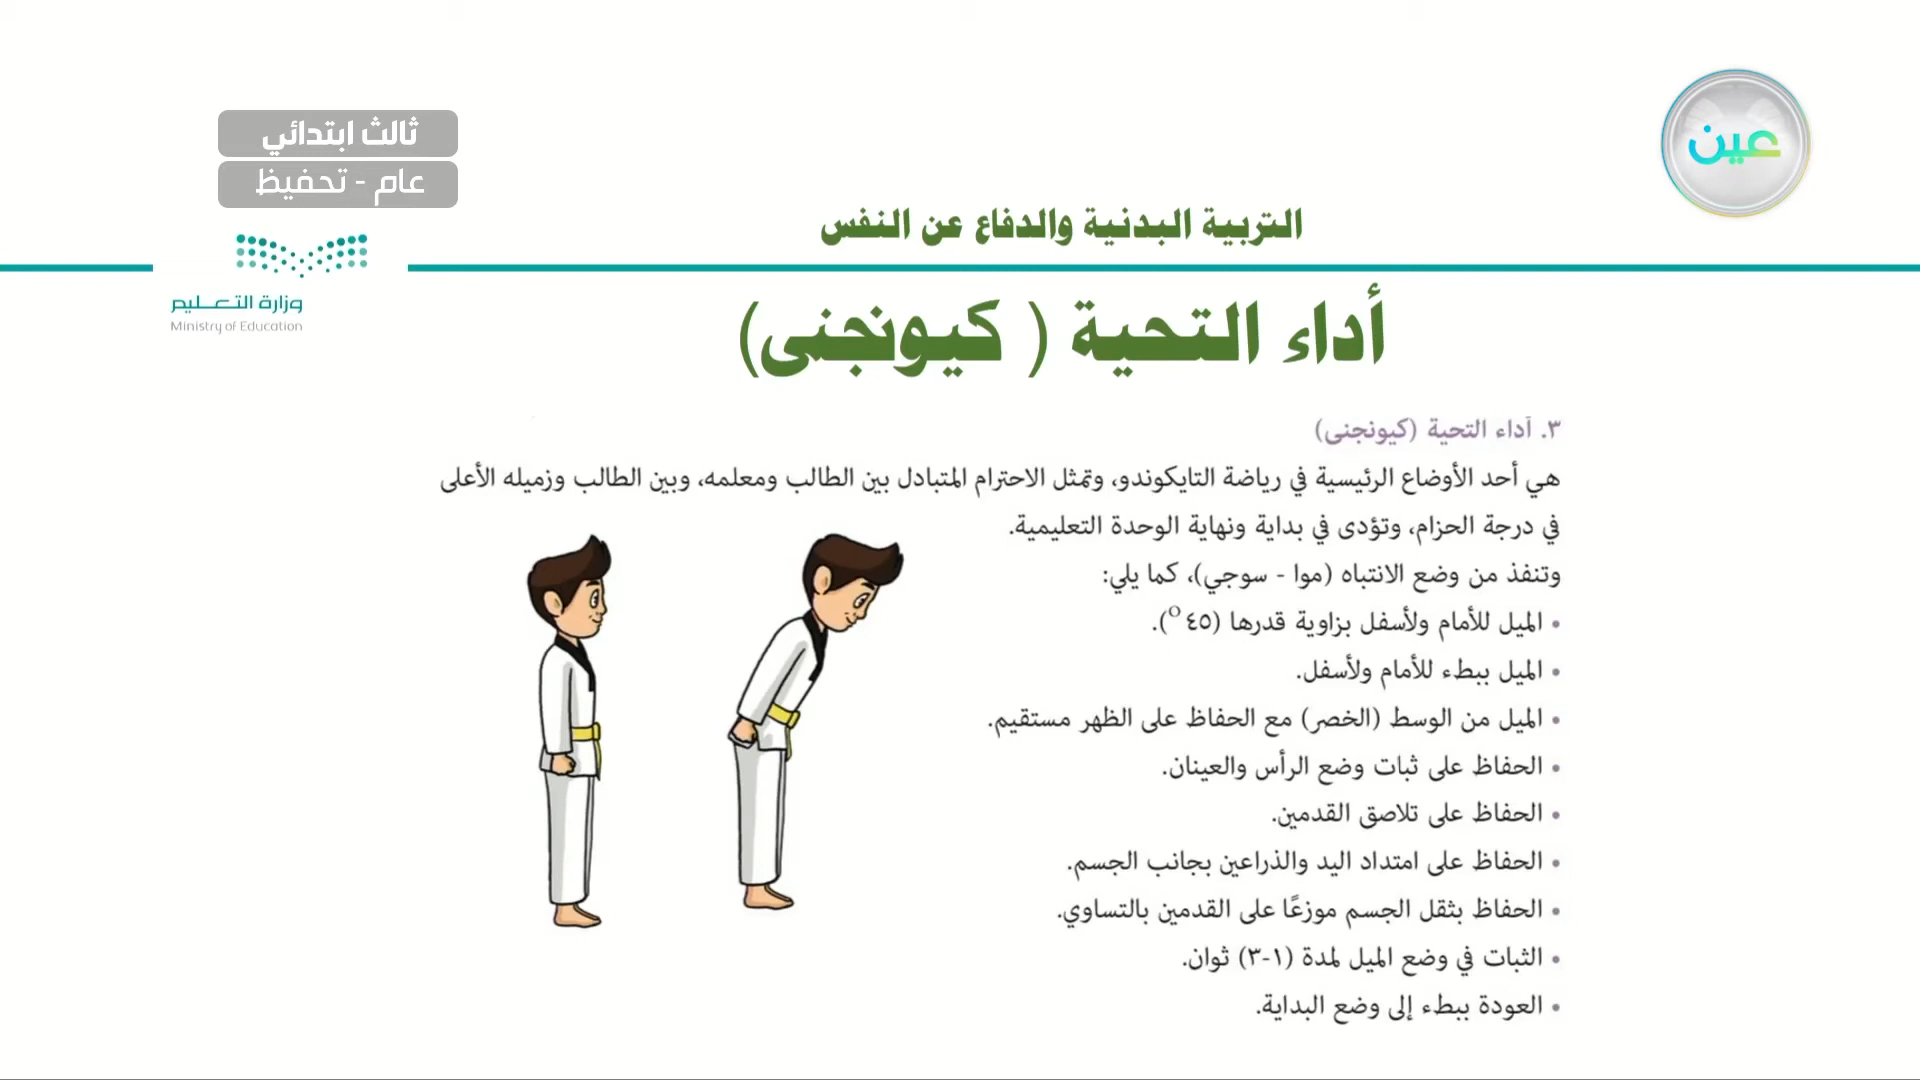 ثالث ابتدائي
عام - تحفيظ
عين
التربية البدنية والدفاع عن النفس
وزارة التعليم
Ministry of Education
أداء التحية ( كيونجنى)
٣. آداء التحية (كيونجنى)
هي أحد الأوضاع الرئيسية في رياضة التايكوندو، وتمثل الاحترام المتبادل بين الطالب ومعلمه، وبين الطالب وزميله الأعلى
في درجة الحزام، وتؤدى في بداية ونهاية الوحدة التعليمية.
وتنفذ من وضع الانتباه (موا - سوجي)، كما يلي:
• الميل للأمام ولأسفل بزاوية قدرها (٤٥ °).
• الميل ببطء للأمام ولأسفل.
• الميل من الوسط (الخصر) مع الحفاظ على الظهر مستقيم.
• الحفاظ على ثبات وضع الرأس والعينان.
• الحفاظ على تلاصق القدمين.
• الحفاظ على امتداد اليد والذراعين بجانب الجسم.
• الحفاظ بثقل الجسم موزعًا على القدمين بالتساوي.
• الثبات في وضع الميل لمدة (١-٣) ثوان.
• العودة ببطء إلى وضع البداية.